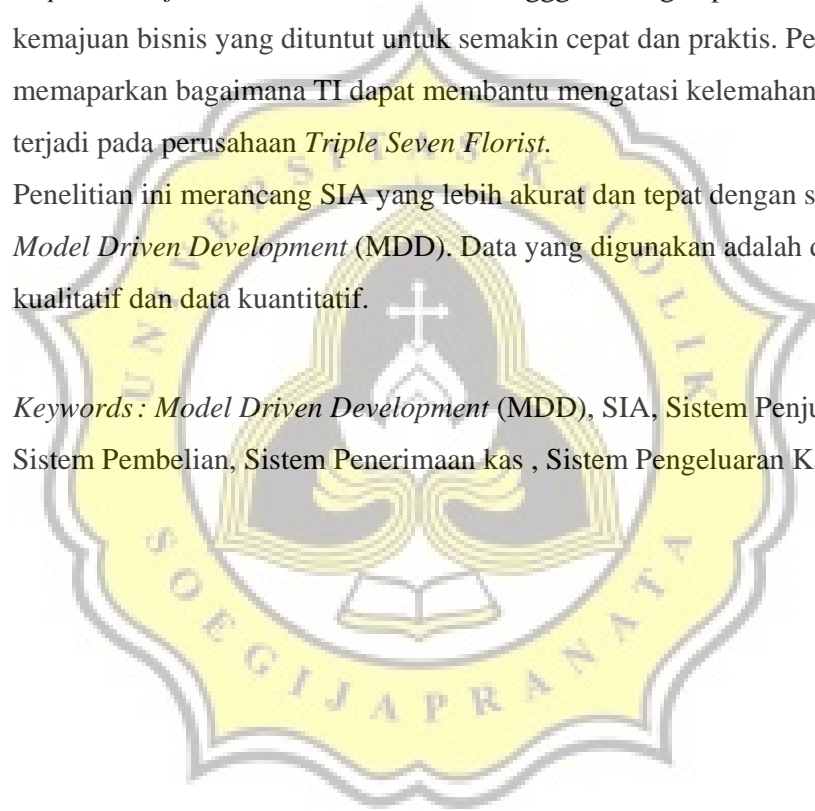 kemajuan bisnis yang dituntut untuk semakin cepat dan praktis. Pe
memaparkan bagaimana TI dapat membantu mengatasi kelemahan
terjadi pada perusahaan Triple Seven Florist.
Penelitian ini merancang SIA yang lebih akurat dan tepat dengan s
Model Driven Development (MDD). Data yang digunakan adalah d
kualitatif dan data kuantitatif.
Keywords : Model Driven Development (MDD), SIA, Sistem Penju
Sistem Pembelian, Sistem Penerimaan kas , Sistem Pengeluaran K
UNIVERSITAS KATOLIK
SOEGIJAPRANATA